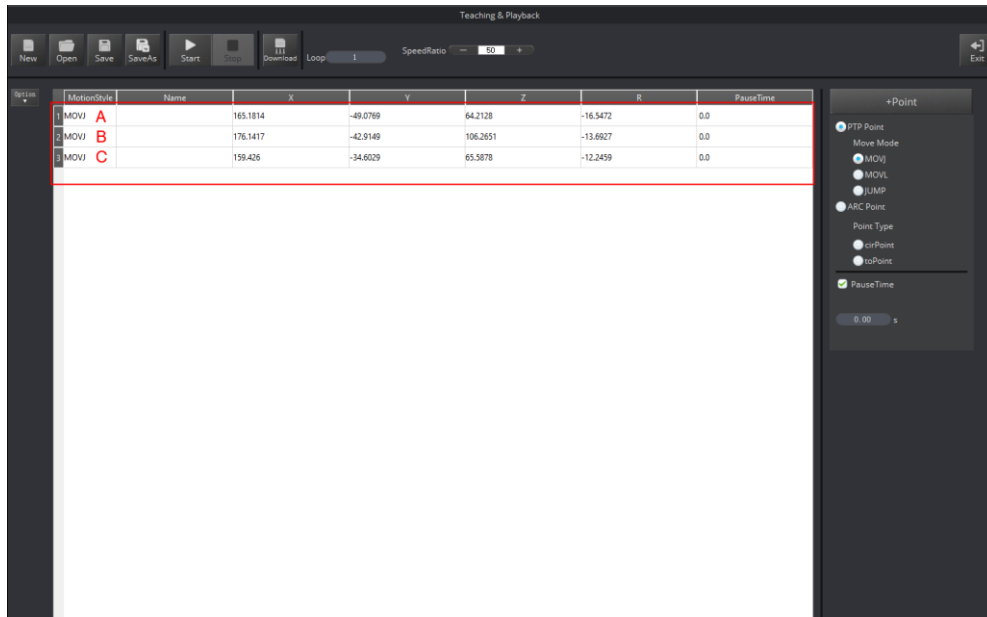 Teaching & Playback
New Open Save SaveAs Start Stop Download Loop 1 SpeedRatio − 50 + Exit
Option
MotionStyle Name X Y Z R PauseTime
1 MOVJ A 165.1814 -49.0769 64.2128 -16.5472 0.0
2 MOVJ B 176.1417 -42.9149 106.2651 -13.6927 0.0
3 MOVJ C 159.426 -34.6029 65.5878 -12.2459 0.0
+Point
PTP Point
Move Mode
MOVJ
MOVL
JUMP
ARC Point
Point Type
cirPoint
toPoint
PauseTime
0.00 s